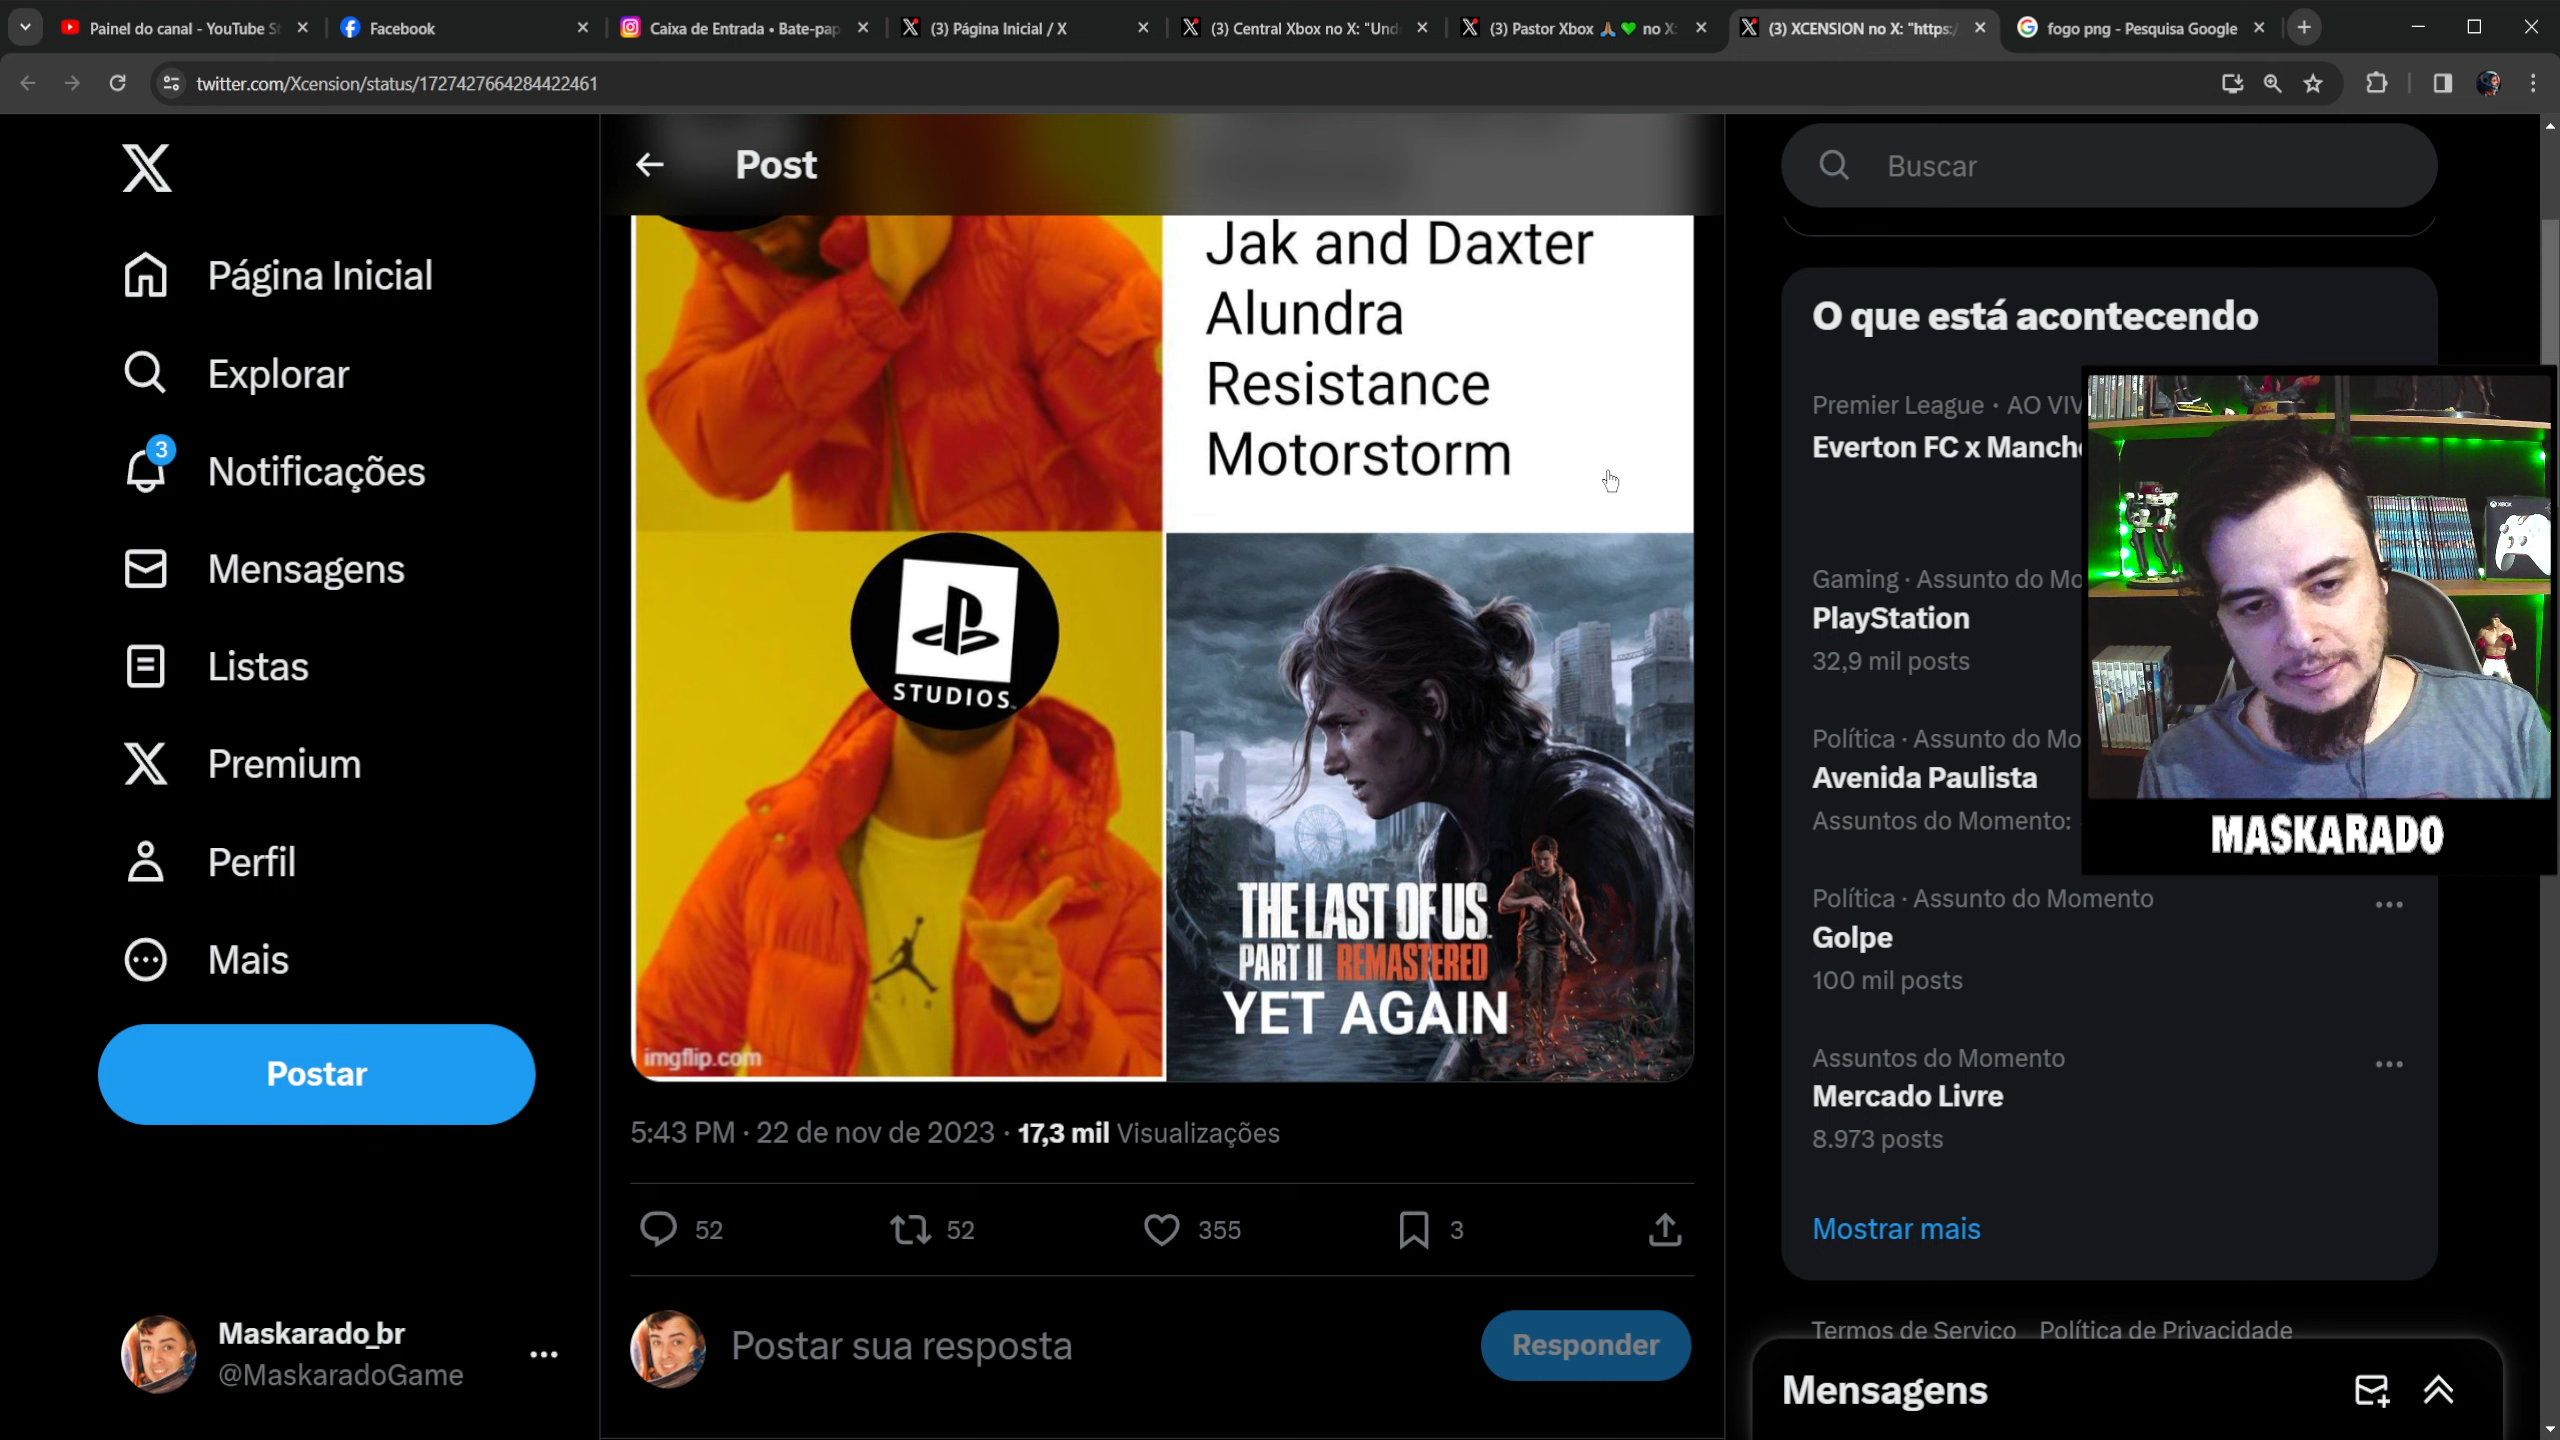 Painel do canal - YouTube St
Facebook
Caixa de Entrada • Bate-pap
(3) Página Inicial / X
(3) Central Xbox no X: "Und
(3) Pastor Xbox 🙏🏽 💚 no X:
(3) XCENSION no X: "https:/
fogo png - Pesquisa Google
twitter.com/Xcension/status/1727427664284422461
Página Inicial
Explorar
3
Notificações
Mensagens
Listas
Premium
Perfil
Mais
Postar
Maskarado_br
@MaskaradoGame
Post
Jak and Daxter
Alundra
Resistance
Motorstorm
STUDIOS
THE LAST OF US
PART II REMASTERED
YET AGAIN
imgflip.com
5:43 PM · 22 de nov de 2023 · 17,3 mil Visualizações
52
52
355
3
Postar sua resposta
Responder
Buscar
O que está acontecendo
Premier League · AO VIV
Everton FC x Manch
Gaming · Assunto do Mo
PlayStation
32,9 mil posts
Política · Assunto do Mo
Avenida Paulista
Assuntos do Momento:
MASKARADO
XBOX
Política · Assunto do Momento
Golpe
100 mil posts
Assuntos do Momento
Mercado Livre
8.973 posts
Mostrar mais
Termos de Serviço Política de Privacidade
Mensagens